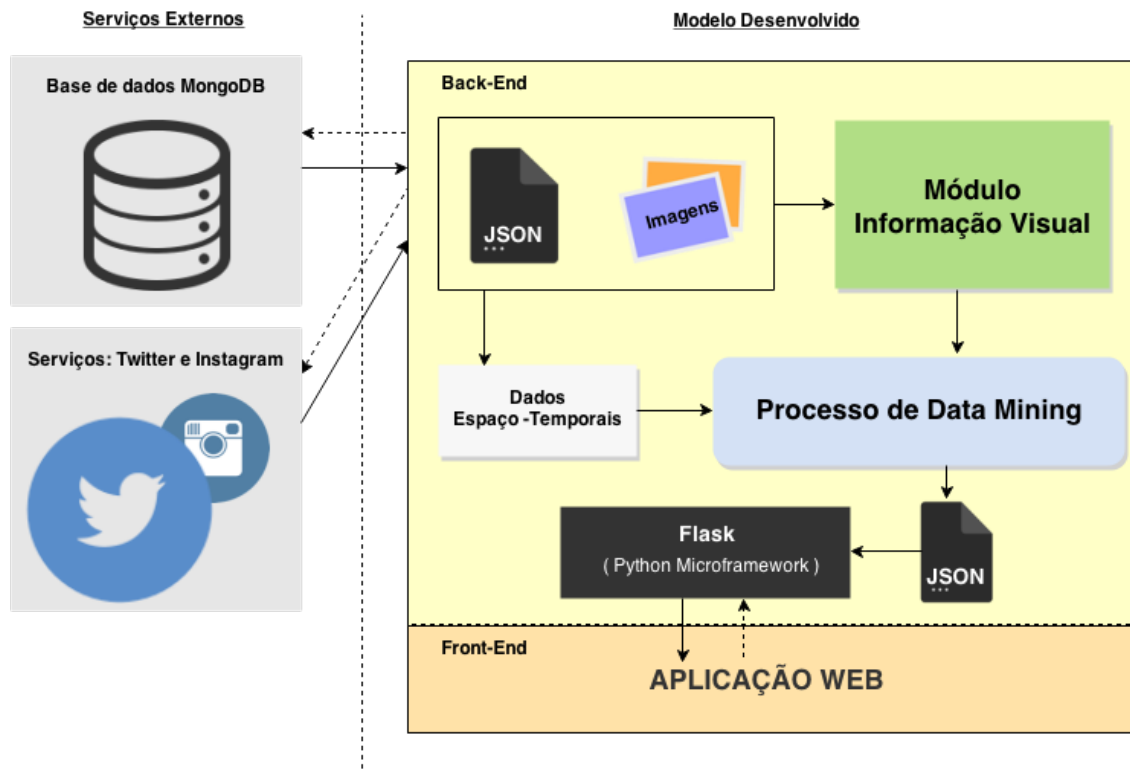 Serviços Externos
Modelo Desenvolvido
Base de dados MongoDB
Serviços: Twitter e Instagram
Back-End
JSON
Imagens
Módulo
Informação Visual
Dados
Espaço -Temporais
Processo de Data Mining
Flask
( Python Microframework )
JSON
Front-End
APLICAÇÃO WEB